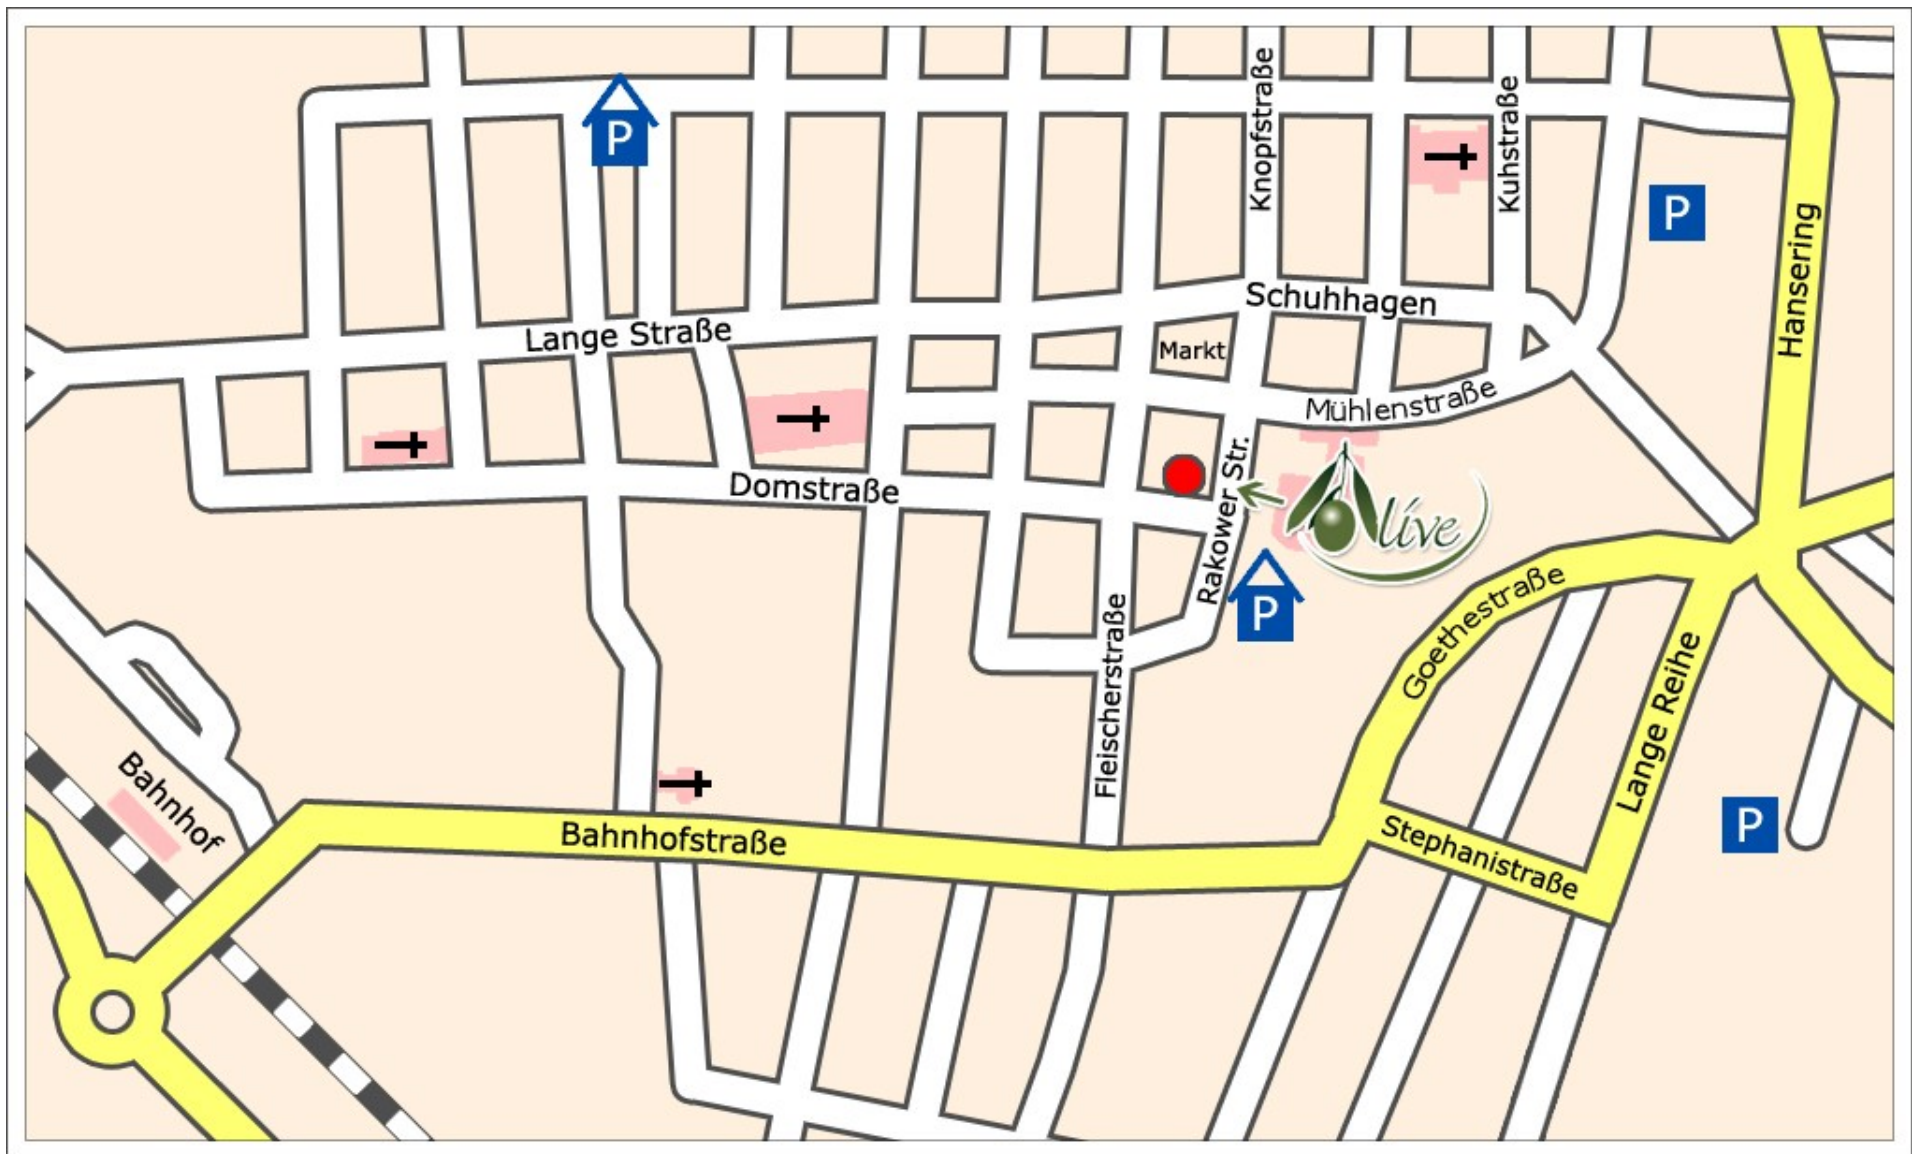 Knopfstraße
Kuhstraße
P
P
Hansering
Schuhhagen
Lange Straße
Markt
Mühlenstraße
Domstraße
Rakower Str.
Olive
P
Goethestraße
Fleischerstraße
Lange Reihe
Bahnhof
Bahnhofstraße
Stephanistraße
P